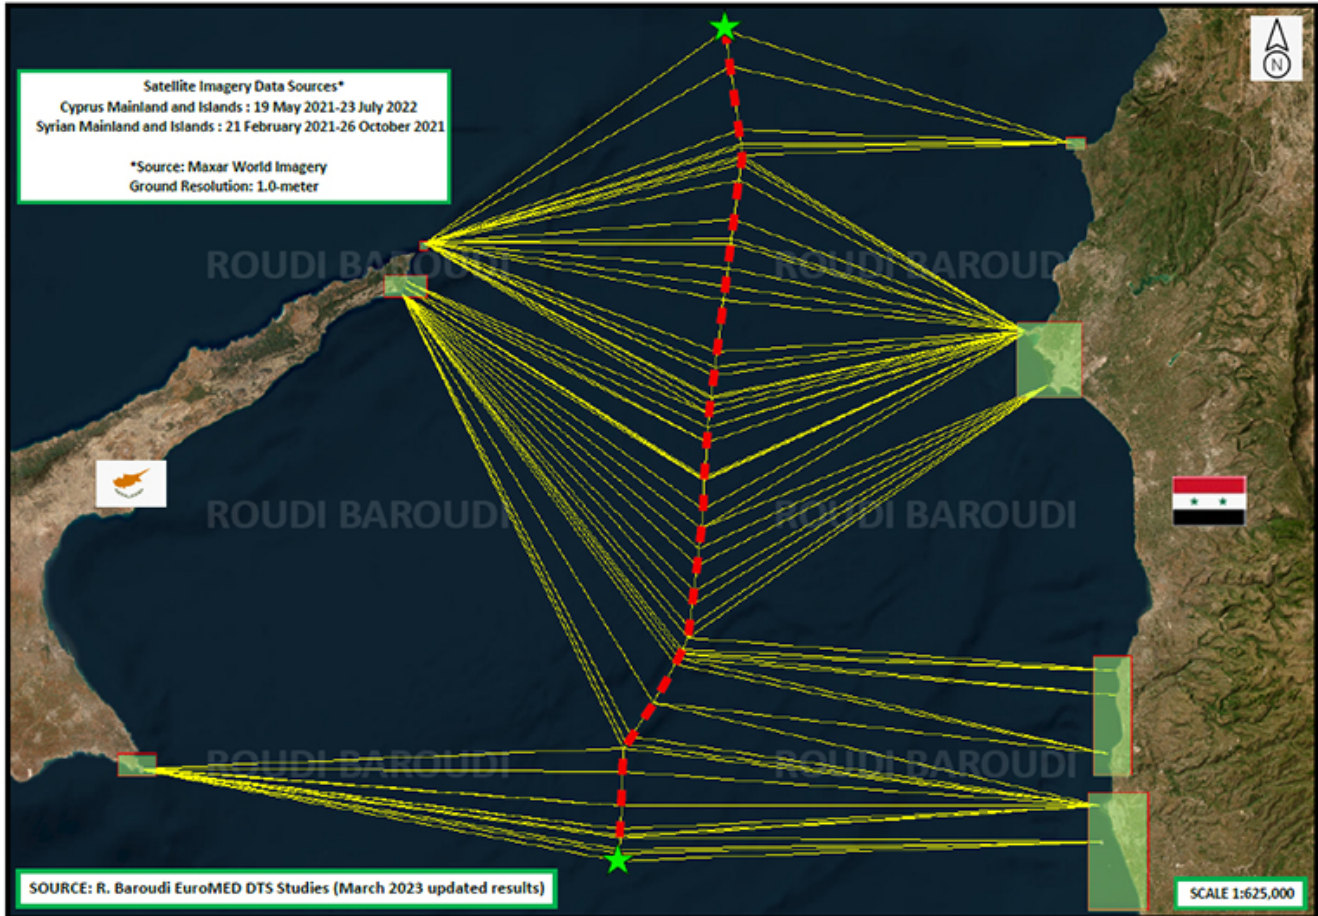 N
Satellite Imagery Data Sources*
Cyprus Mainland and Islands : 19 May 2021-23 July 2022
Syrian Mainland and Islands : 21 February 2021-26 October 2021
*Source: Maxar World Imagery
Ground Resolution: 1.0-meter
ROUDI BAROUDI
ROUDI BAROUDI
ROUDI BAROUDI
ROUDI BAROUDI
ROUDI BAROUDI
ROUDI BAROUDI
SOURCE: R. Baroudi EuroMED DTS Studies (March 2023 updated results)
SCALE 1:625,000